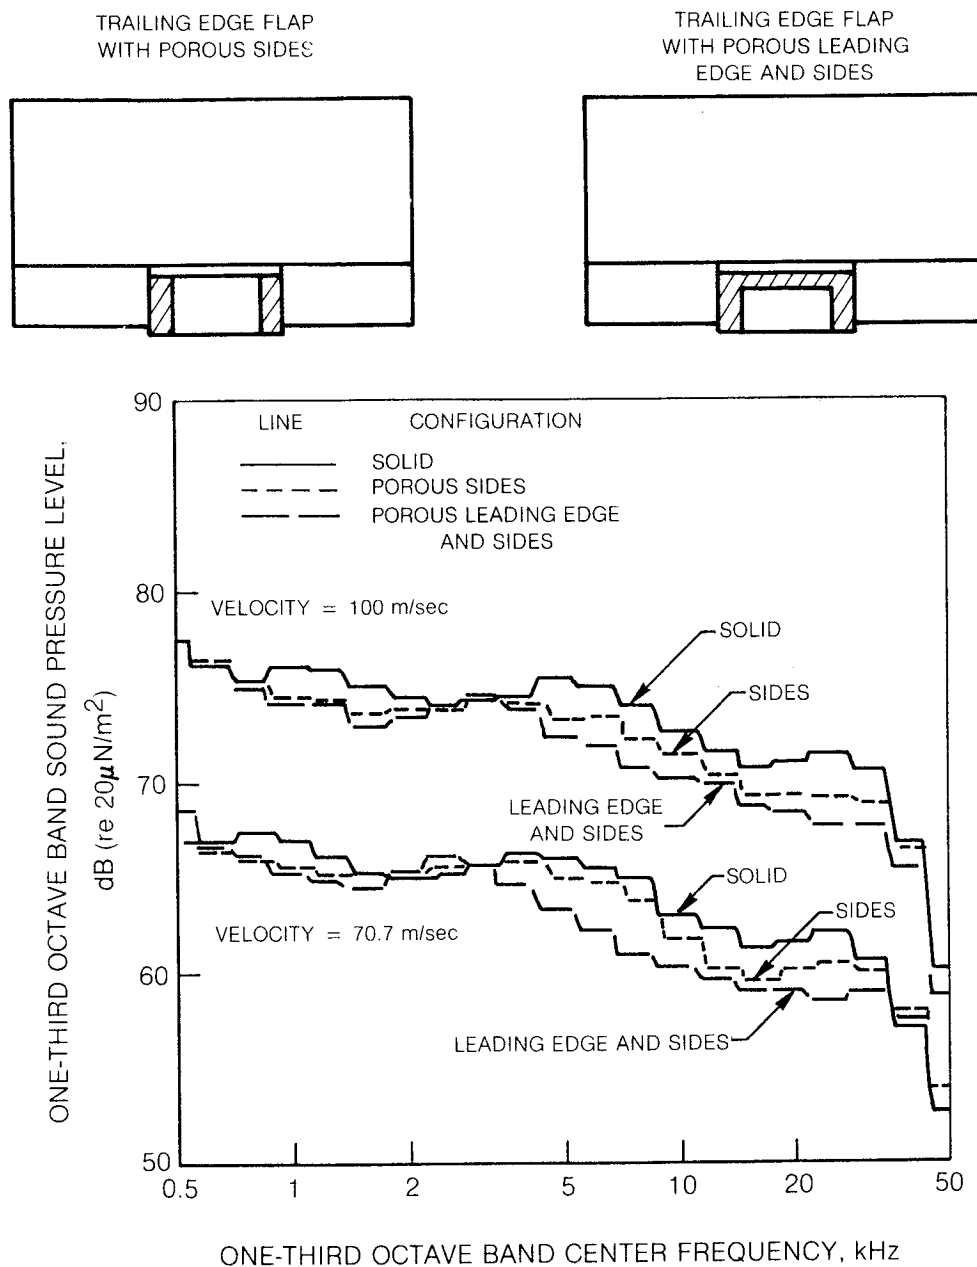 TRAILING EDGE FLAP
WITH POROUS SIDES
TRAILING EDGE FLAP
WITH POROUS LEADING
EDGE AND SIDES
90
80
70
60
50
ONE-THIRD OCTAVE BAND SOUND PRESSURE LEVEL,
dB (re 20μN/m²)
LINE CONFIGURATION
SOLID
POROUS SIDES
POROUS LEADING EDGE
AND SIDES
VELOCITY = 100 m/sec
SOLID
SIDES
LEADING EDGE
AND SIDES
SOLID
SIDES
VELOCITY = 70.7 m/sec
LEADING EDGE AND SIDES
0.5 1 2 5 10 20 50
ONE-THIRD OCTAVE BAND CENTER FREQUENCY, kHz